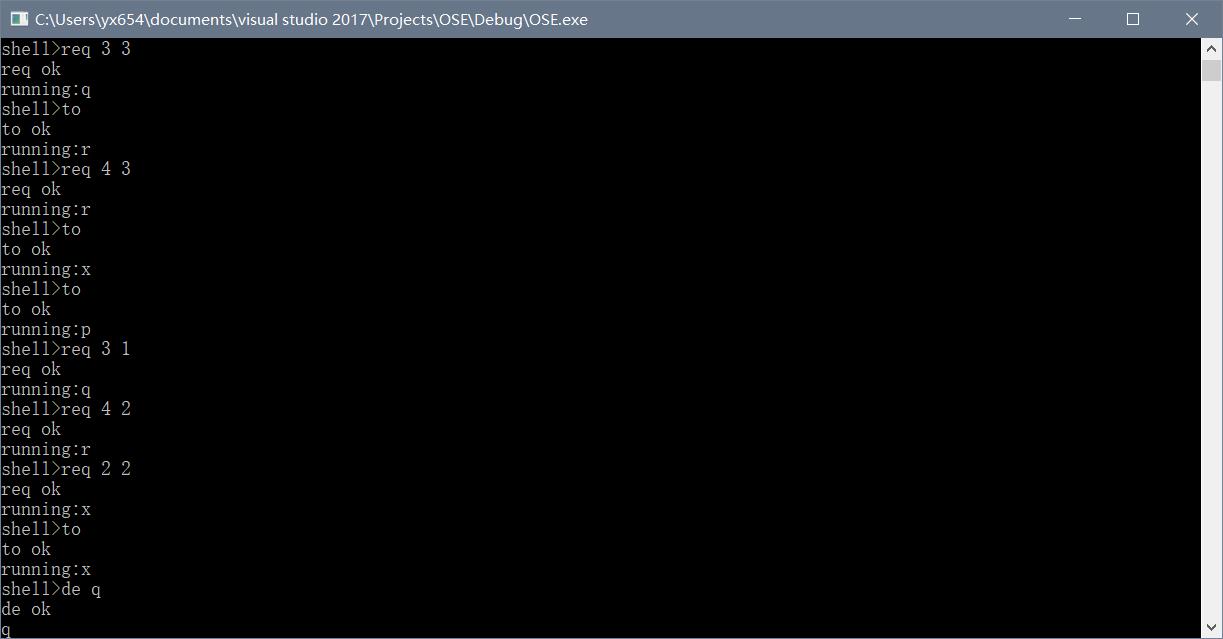 C:\Users\yx654\documents\visual studio 2017\Projects\OSE\Debug\OSE.exe
shell>req 3 3
req ok
running:q
shell>to
to ok
running:r
shell>req 4 3
req ok
running:r
shell>to
to ok
running:x
shell>to
to ok
running:p
shell>req 3 1
req ok
running:q
shell>req 4 2
req ok
running:r
shell>req 2 2
req ok
running:x
shell>to
to ok
running:x
shell>de q
de ok
q